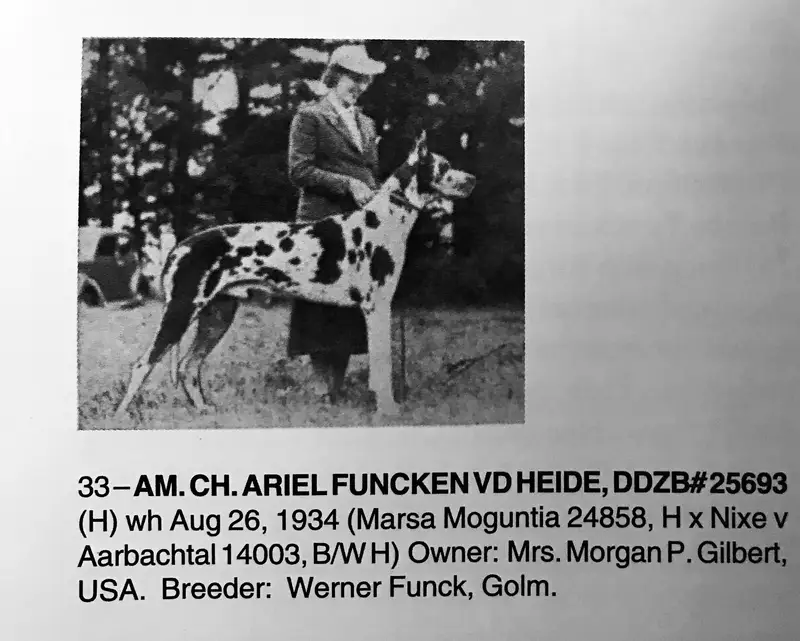 33–AM. CH. ARIEL FUNCKEN VD HEIDE, DDZB#25693
(H) wh Aug 26, 1934 (Marsa Moguntia 24858, H x Nixe v
Aarbachtal 14003, B/W H) Owner: Mrs. Morgan P. Gilbert,
USA. Breeder: Werner Funck, Golm.